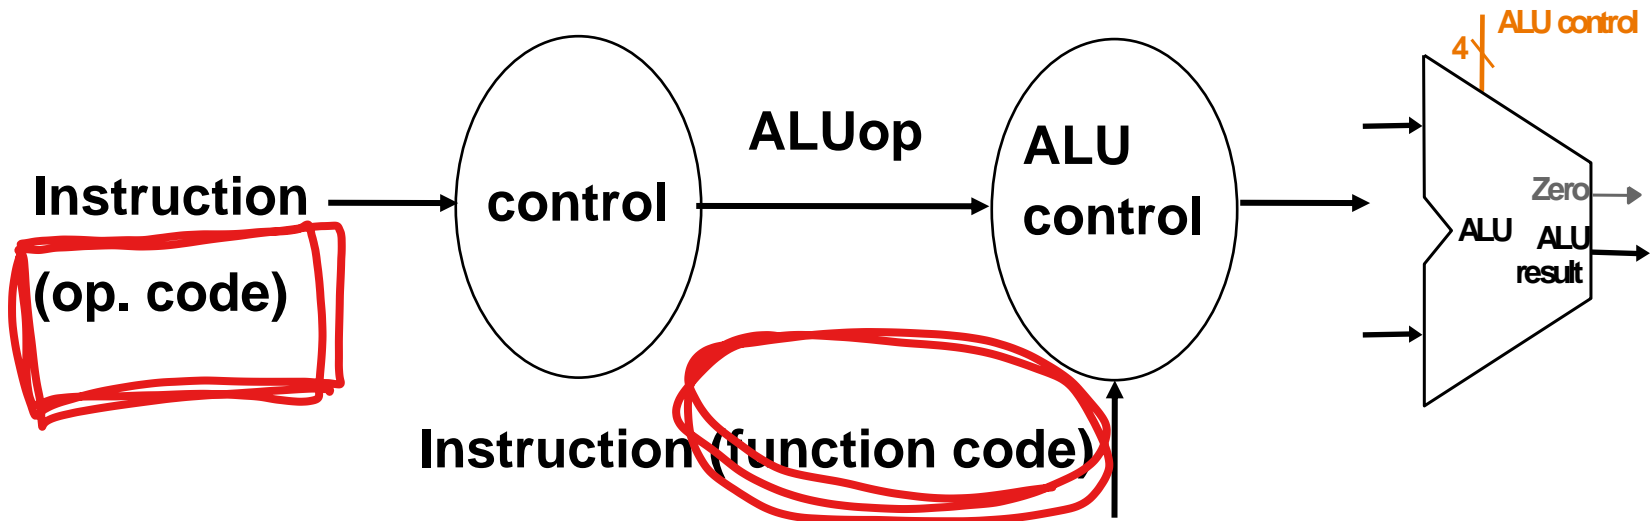 Instruction
(op. code)
control
ALUop
ALU
control
Instruction (function code)
ALU control
4
Zero
ALU
ALU
result